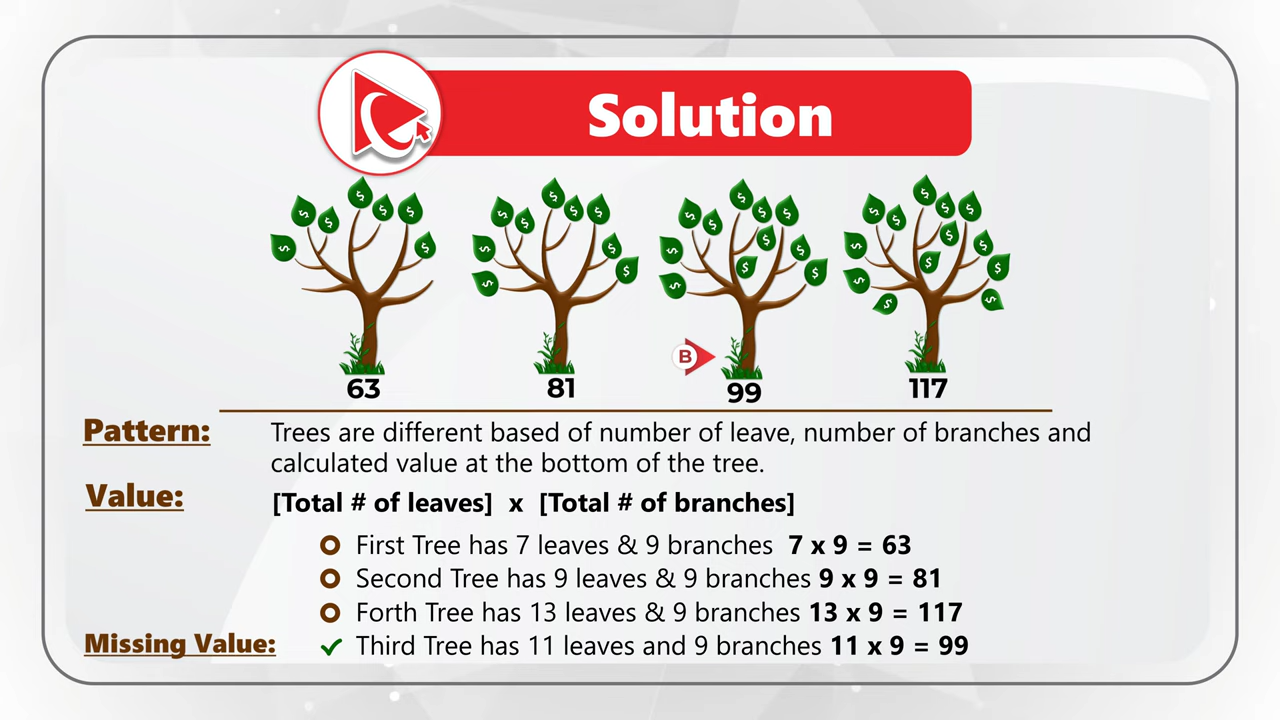 Solution
$ $ $ $ $ $ $
$ $ $ $ $ $ $ $ $
$ $ $ $ $ $ $ $ $ $ $
$ $ $ $ $ $ $ $ $ $ $ $ $
B
63 81 99 117
Pattern: Trees are different based of number of leave, number of branches and
calculated value at the bottom of the tree.
Value: [Total # of leaves] x [Total # of branches]
First Tree has 7 leaves & 9 branches 7 x 9 = 63
Second Tree has 9 leaves & 9 branches 9 x 9 = 81
Forth Tree has 13 leaves & 9 branches 13 x 9 = 117
Missing Value: Third Tree has 11 leaves and 9 branches 11 x 9 = 99